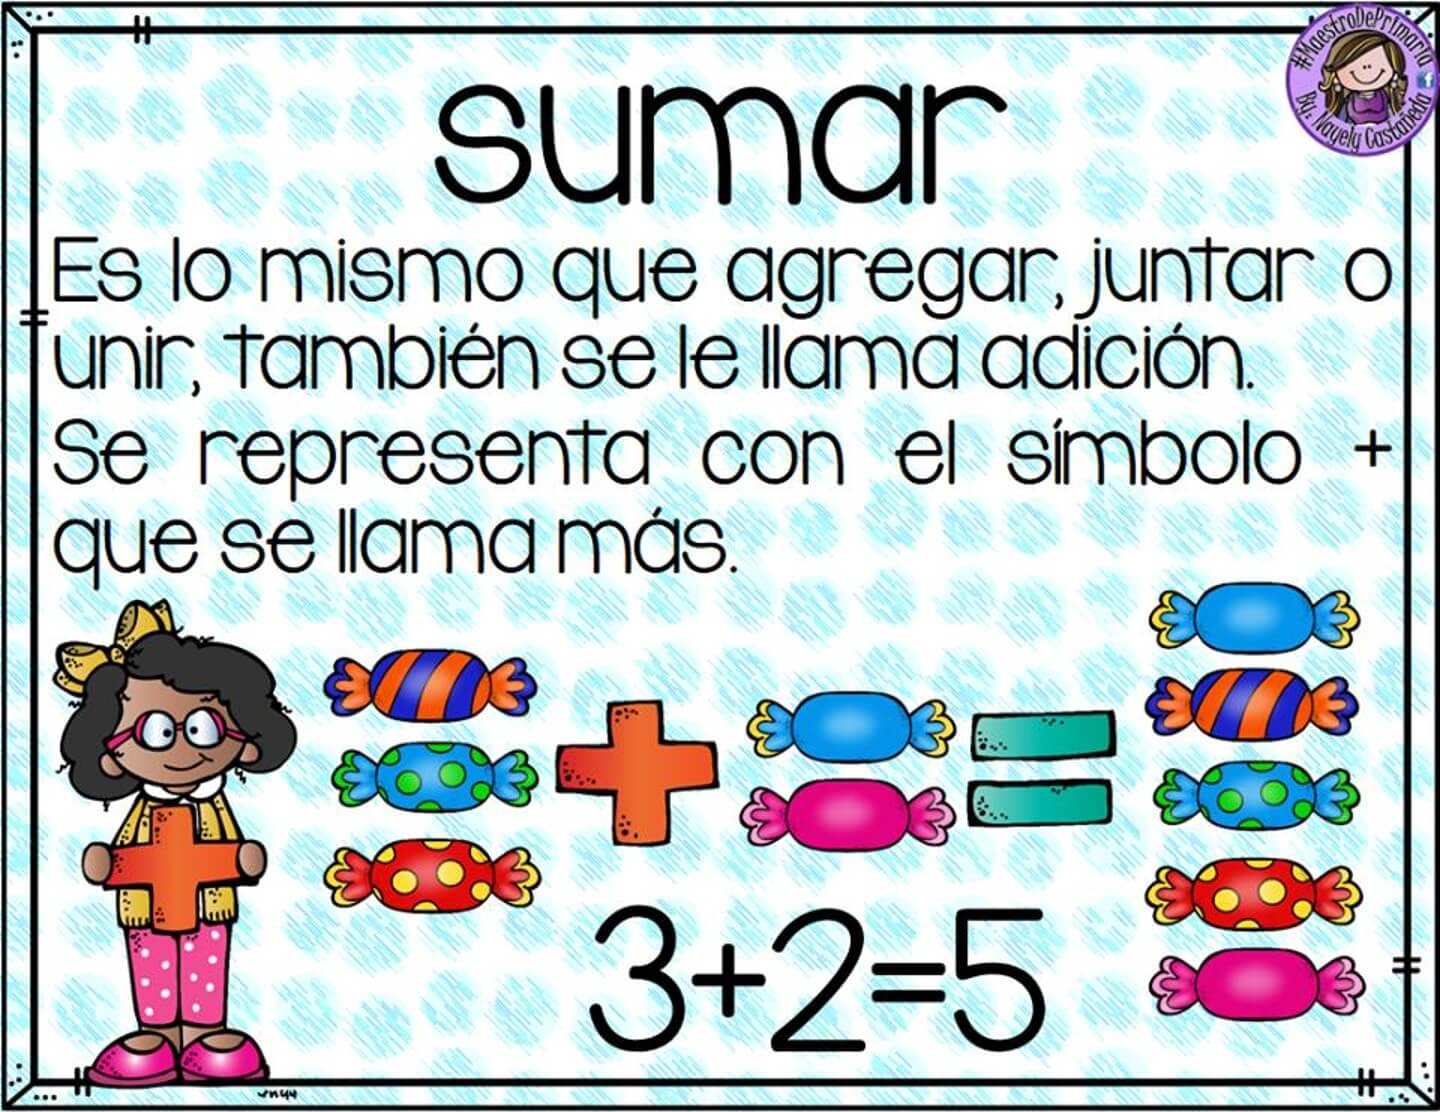 #MaestroDePrimaria
By: Nayely Castañeda
sumar
Es lo mismo que agregar, juntar o
unir, también se le llama adición.
Se representa con el símbolo +
que se llama más.
3+2=5